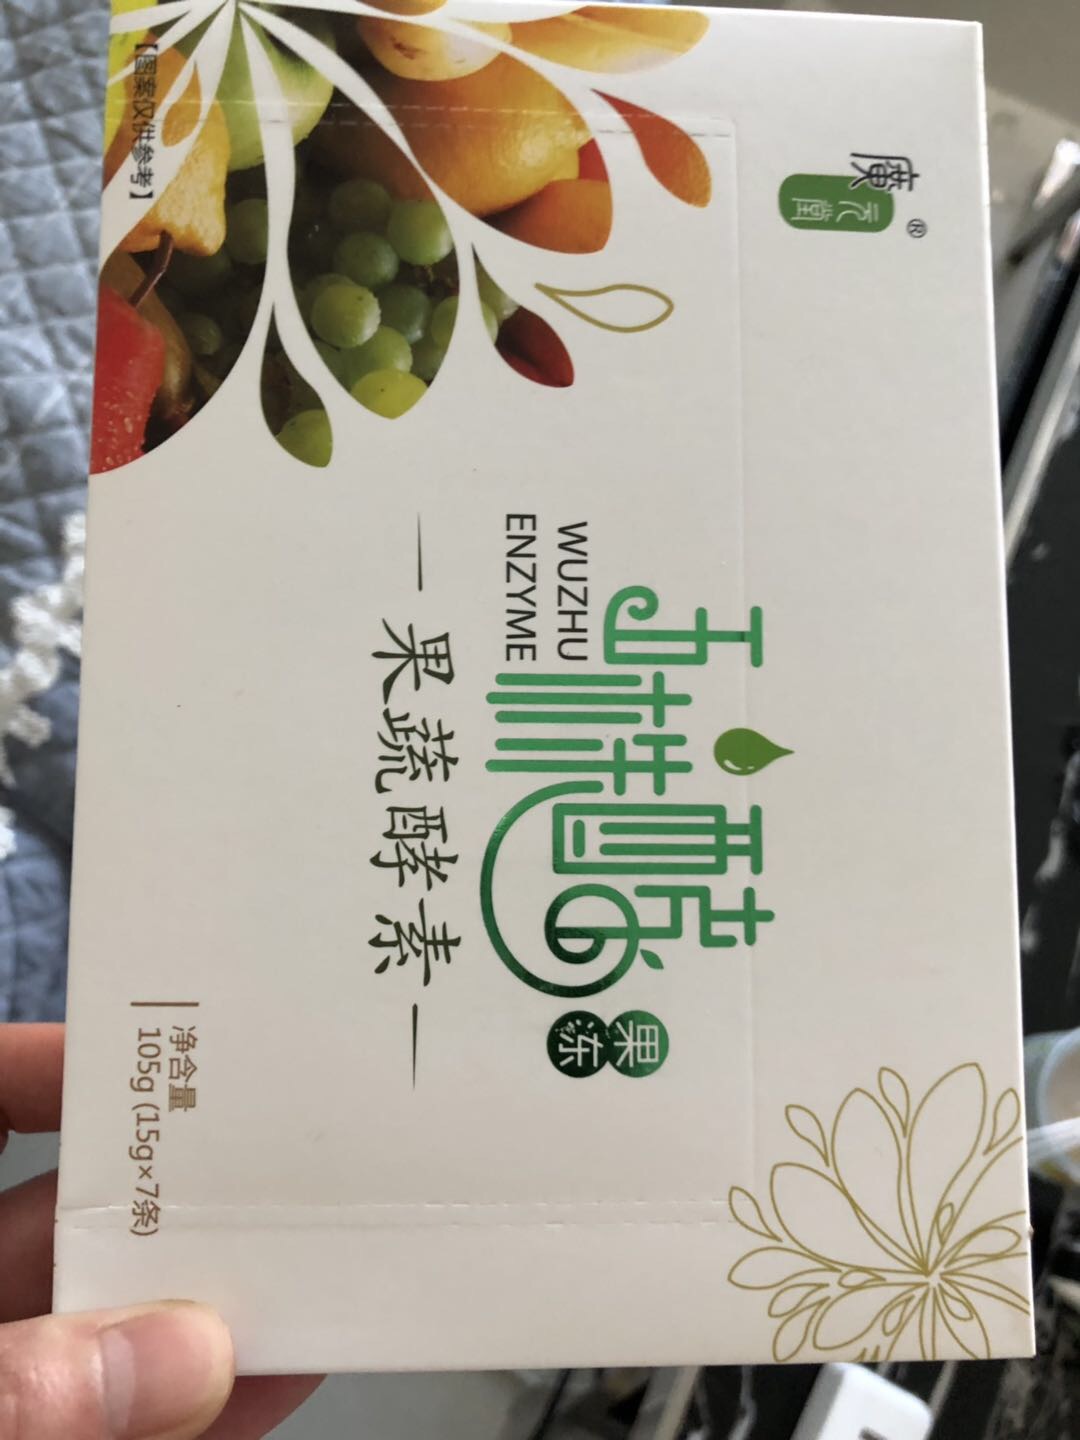 廣
元堂
®
五株酵
果冻
WUZHU
ENZYME
果蔬酵素
净含量
105g (15g×7条)
【图案仅供参考】